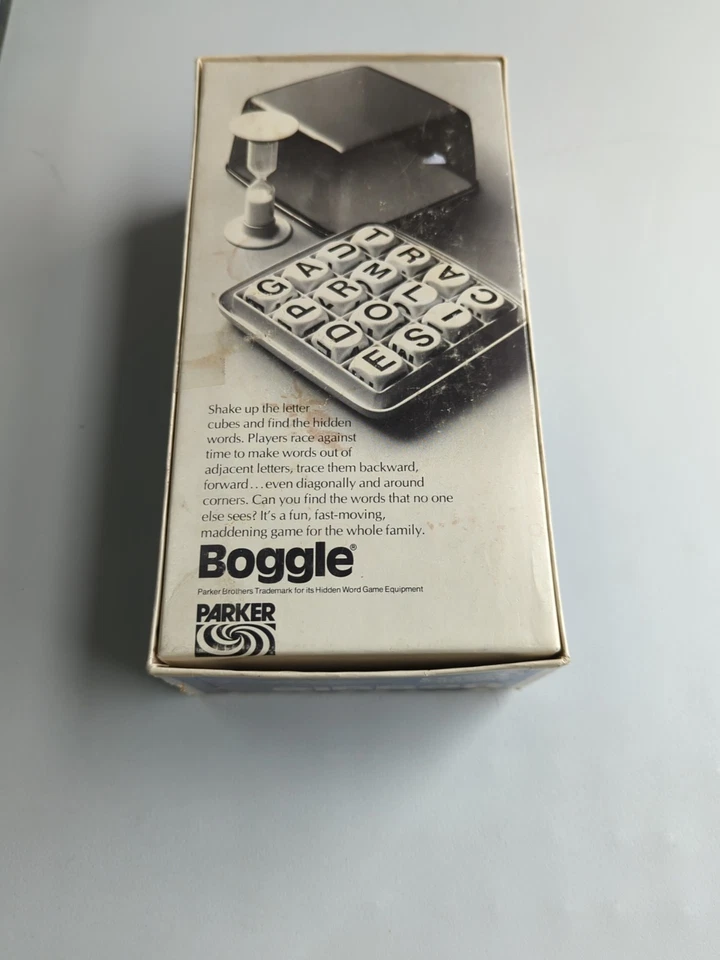 G A U T
P R M R
D O L A
E S I C
Shake up the letter
cubes and find the hidden
words. Players race against
time to make words out of
adjacent letters, trace them backward,
forward...even diagonally and around
corners. Can you find the words that no one
else sees? It's a fun, fast-moving,
maddening game for the whole family.
Boggle®
Parker Brothers Trademark for its Hidden Word Game Equipment
PARKER